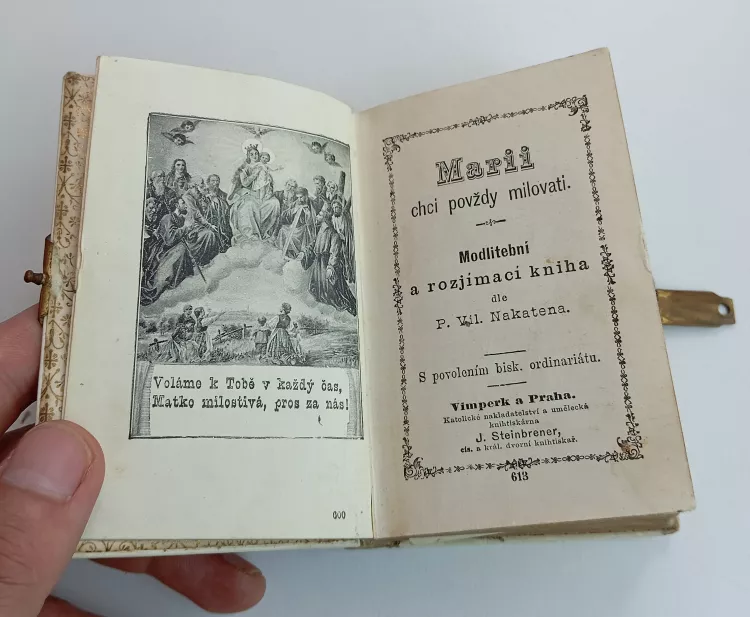 Voláme k Tobě v každý čas,
Matko milostivá, pros za nás!
600
Marii
chci povždy milovati.
Modlitební
a rozjímací kniha
dle
P. Vil. Nakatena.
S povolením bisk. ordinariátu.
Vimperk a Praha.
Katolické nakladatelství a umělecká
knihtiskárna
J. Steinbrener,
cís. a král. dvorní knihtiskař.
613